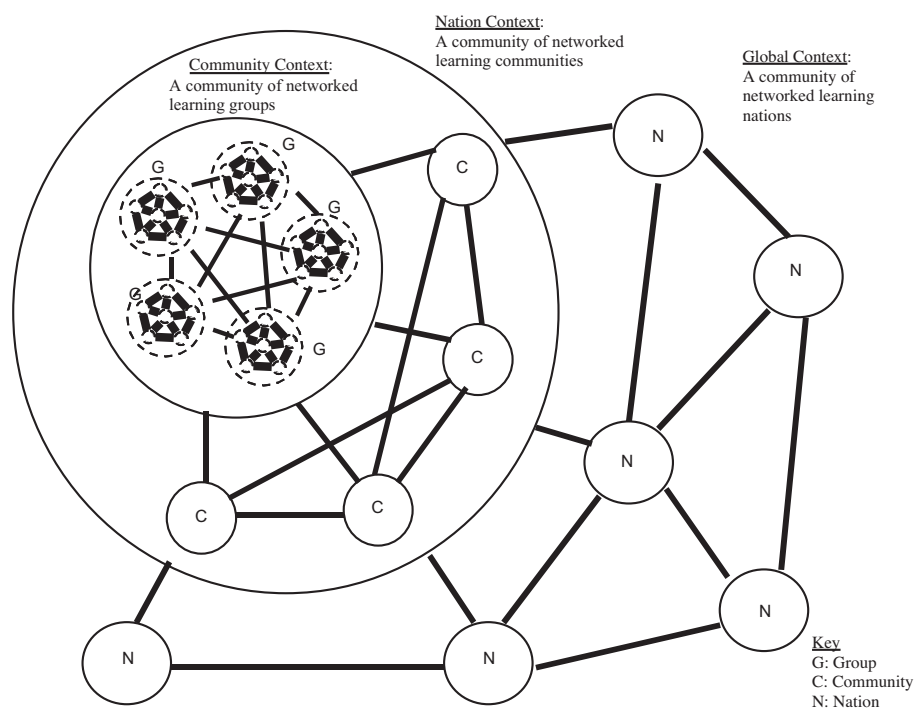 Nation Context:
A community of networked
learning communities
Community Context:
A community of networked
learning groups
Global Context:
A community of
networked learning
nations
G
G
G
G
G
C
C
C
C
N
N
N
N
N
N
Key
G: Group
C: Community
N: Nation